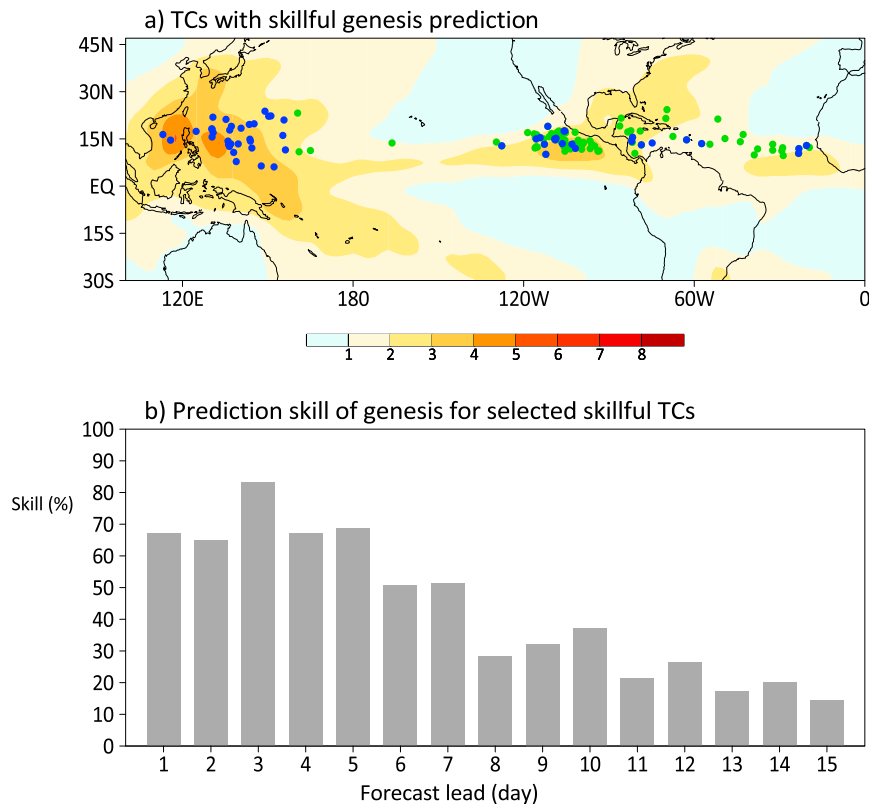 a) TCs with skillful genesis prediction
45N
30N
15N
EQ
15S
30S
120E 180 120W 60W 0
1 2 3 4 5 6 7 8
b) Prediction skill of genesis for selected skillful TCs
100
90
80
70
60
50
40
30
20
10
0
Skill (%)
1 2 3 4 5 6 7 8 9 10 11 12 13 14 15
Forecast lead (day)